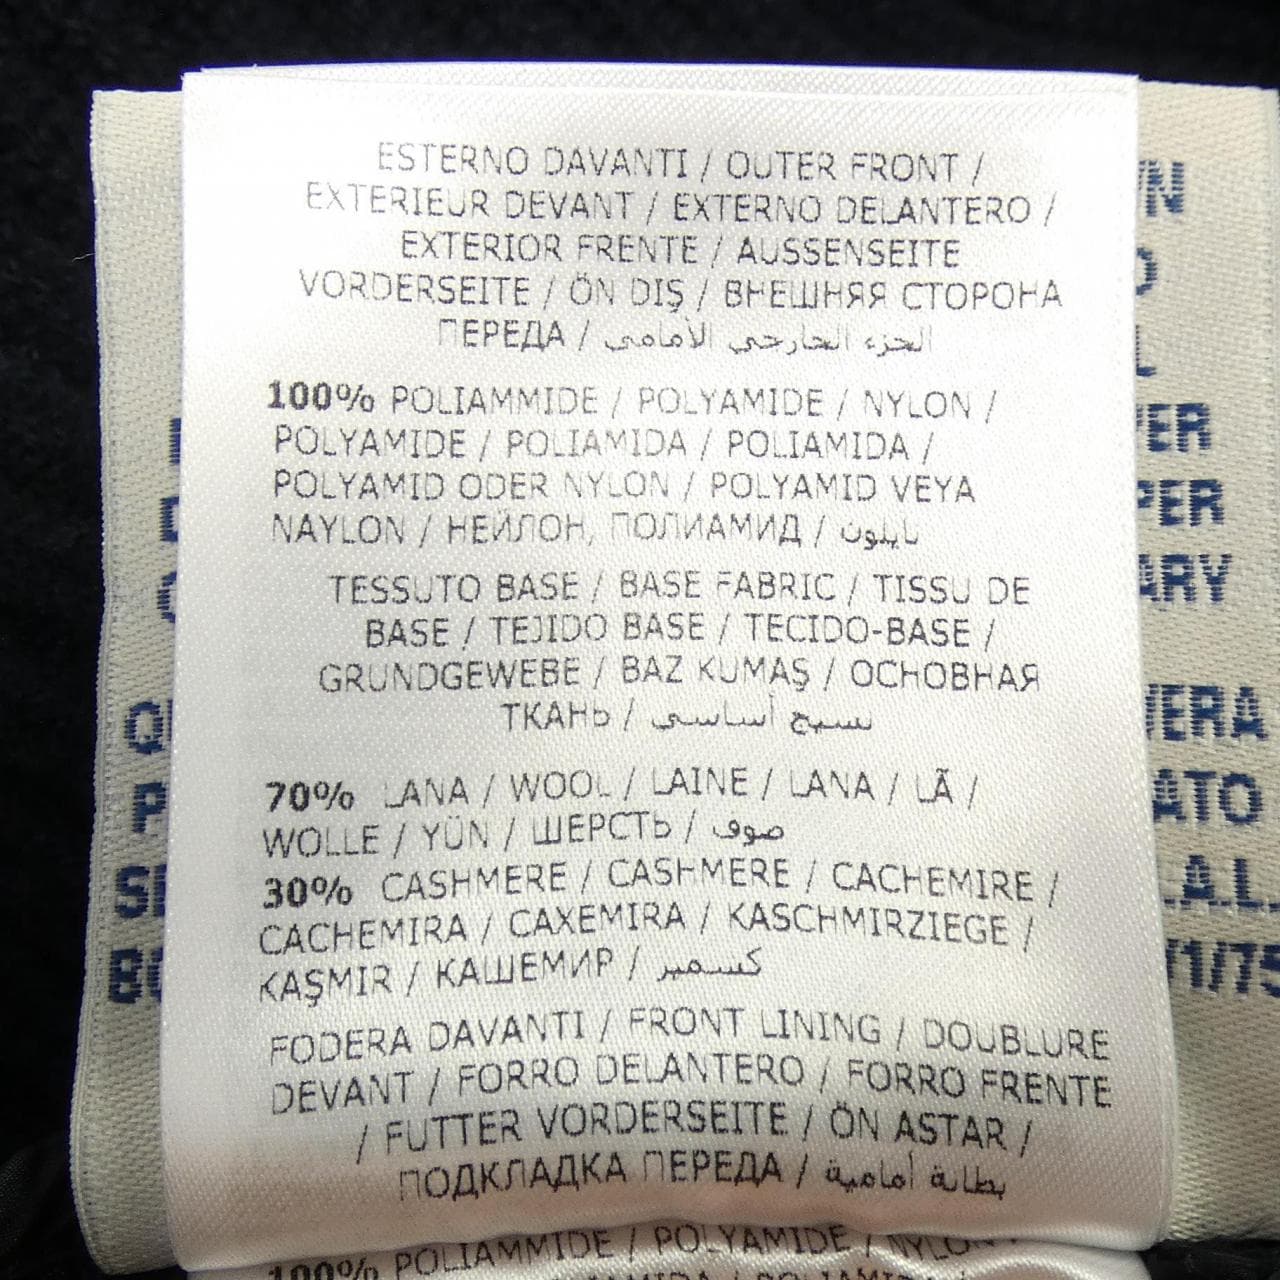 ESTERNO DAVANTI / OUTER FRONT /
EXTERIEUR DEVANT / EXTERNO DELANTERO /
EXTERIOR FRENTE / AUSSENSEITE
VORDERSEITE / ÖN DIŞ / ВНЕШНЯЯ СТОРОНА
ПЕРЕДА / الجزء الخارجي الأمامي
100% POLIAMMIDE / POLYAMIDE / NYLON /
POLYAMIDE / POLIAMIDA / POLIAMIDA /
POLYAMID ODER NYLON / POLYAMID VEYA
NAYLON / НЕЙЛОН, ПОЛИАМИД / نايلون
TESSUTO BASE / BASE FABRIC / TISSU DE
BASE / TEJIDO BASE / TECIDO-BASE /
GRUNDGEWEBE / BAZ KUMAŞ / ОСНОВНАЯ
ТКАНЬ / نسيج أساسي
70% LANA / WOOL / LAINE / LANA / LÃ /
WOLLE / YÜN / ШЕРСТЬ / صوف
30% CASHMERE / CASHMERE / CACHEMIRE /
CACHEMIRA / CAXEMIRA / KASCHMIRZIEGE /
KAŞMIR / КАШЕМИР / كشمير
FODERA DAVANTI / FRONT LINING / DOUBLURE
DEVANT / FORRO DELANTERO / FORRO FRENTE
/ FUTTER VORDERSEITE / ÖN ASTAR /
ПОДКЛАДКА ПЕРЕДА / بطانة أمامية
100% POLIAMMIDE / POLYAMIDE / NYLON /